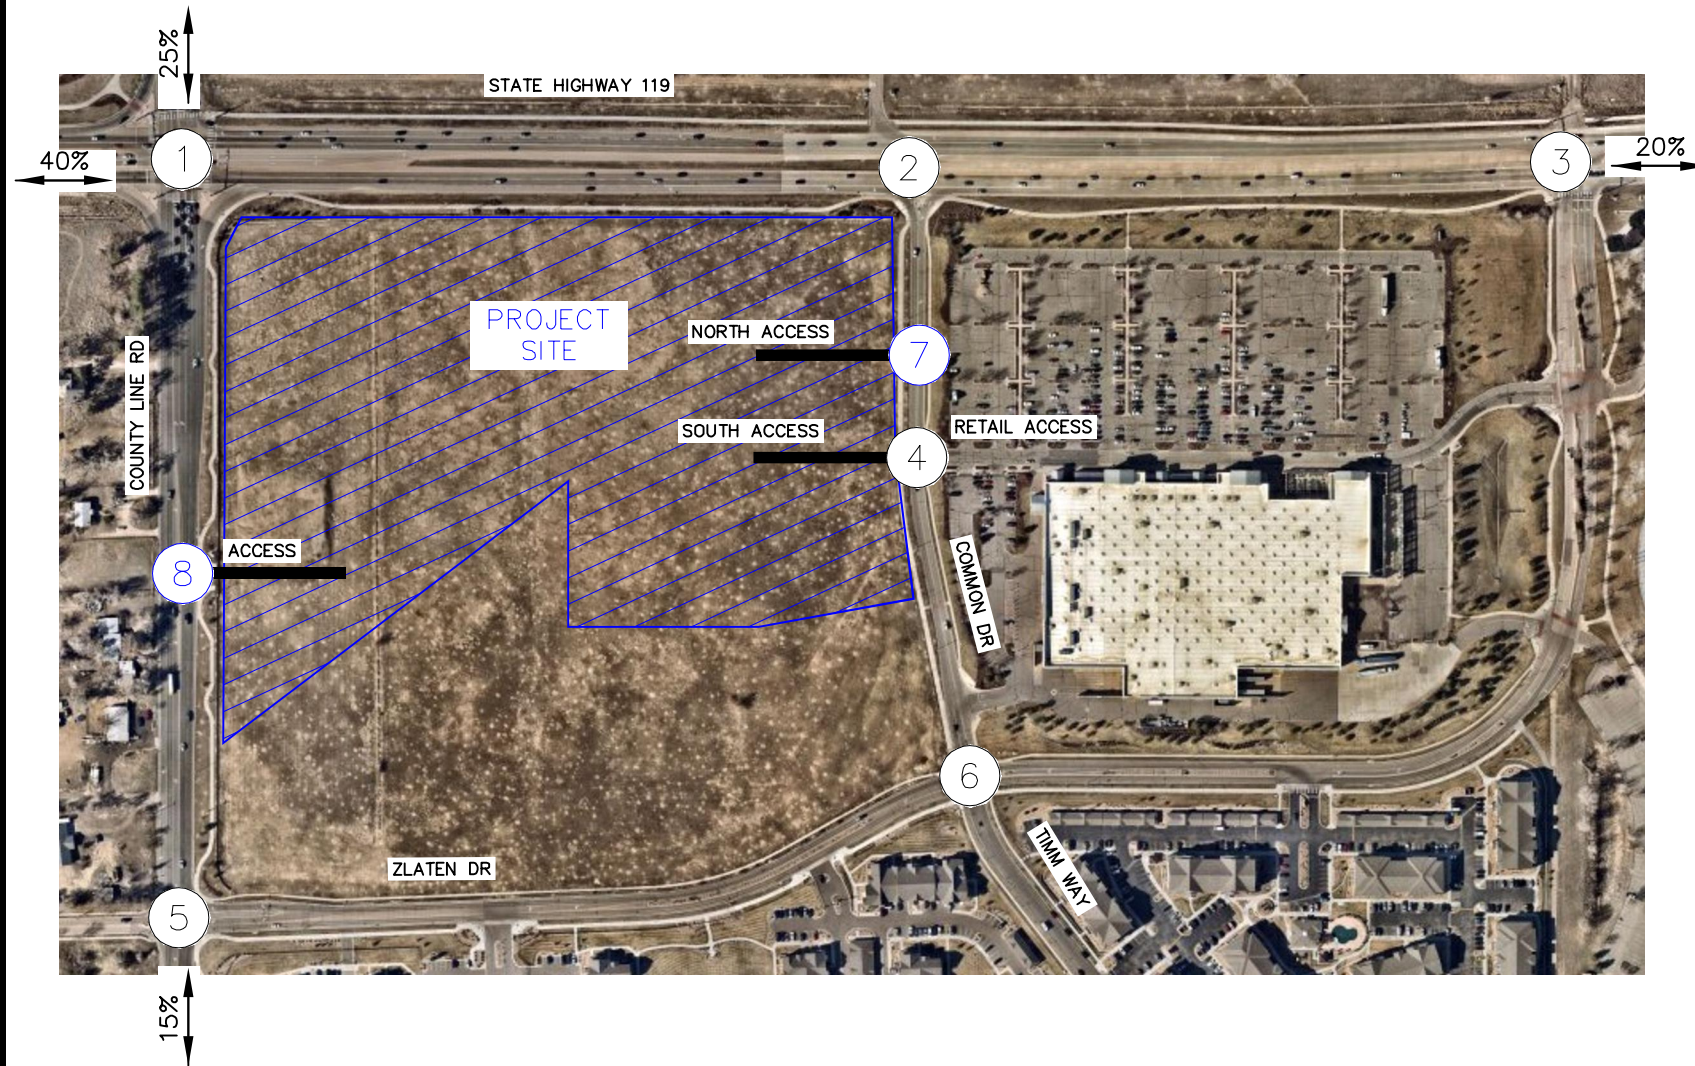 25%
STATE HIGHWAY 119
40%
1
2
3
20%
PROJECT
SITE
NORTH ACCESS
7
COUNTY LINE RD
SOUTH ACCESS
RETAIL ACCESS
4
ACCESS
8
COMMON DR
6
ZLATEN DR
TIMM WAY
5
15%